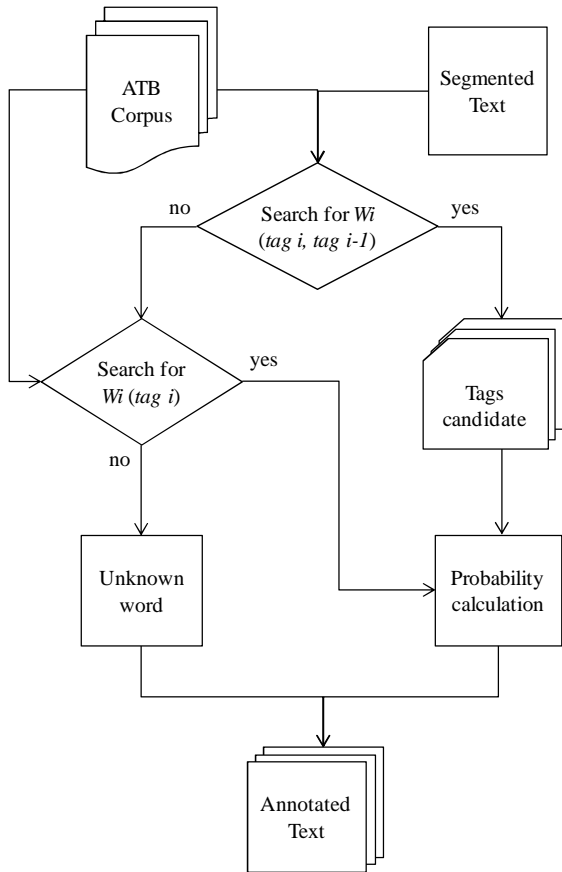 ATB
Corpus
Segmented
Text
no
Search for Wi
(tag i, tag i-1)
yes
Search for
Wi (tag i)
yes
Tags
candidate
no
Unknown
word
Probability
calculation
Annotated
Text